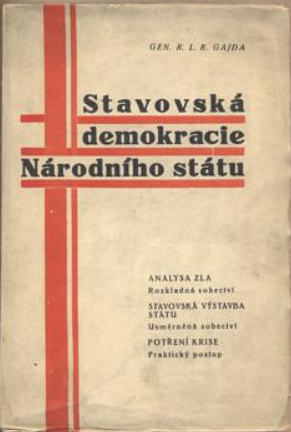 GEN. R. L. R. GAJDA
Stavovská
demokracie
Národního státu
ANALYSA ZLA
Rozkladná sobectví
STAVOVSKÁ VÝSTAVBA
STÁTU
Usměrněná sobectví
POTŘENÍ KRISE
Praktický postup